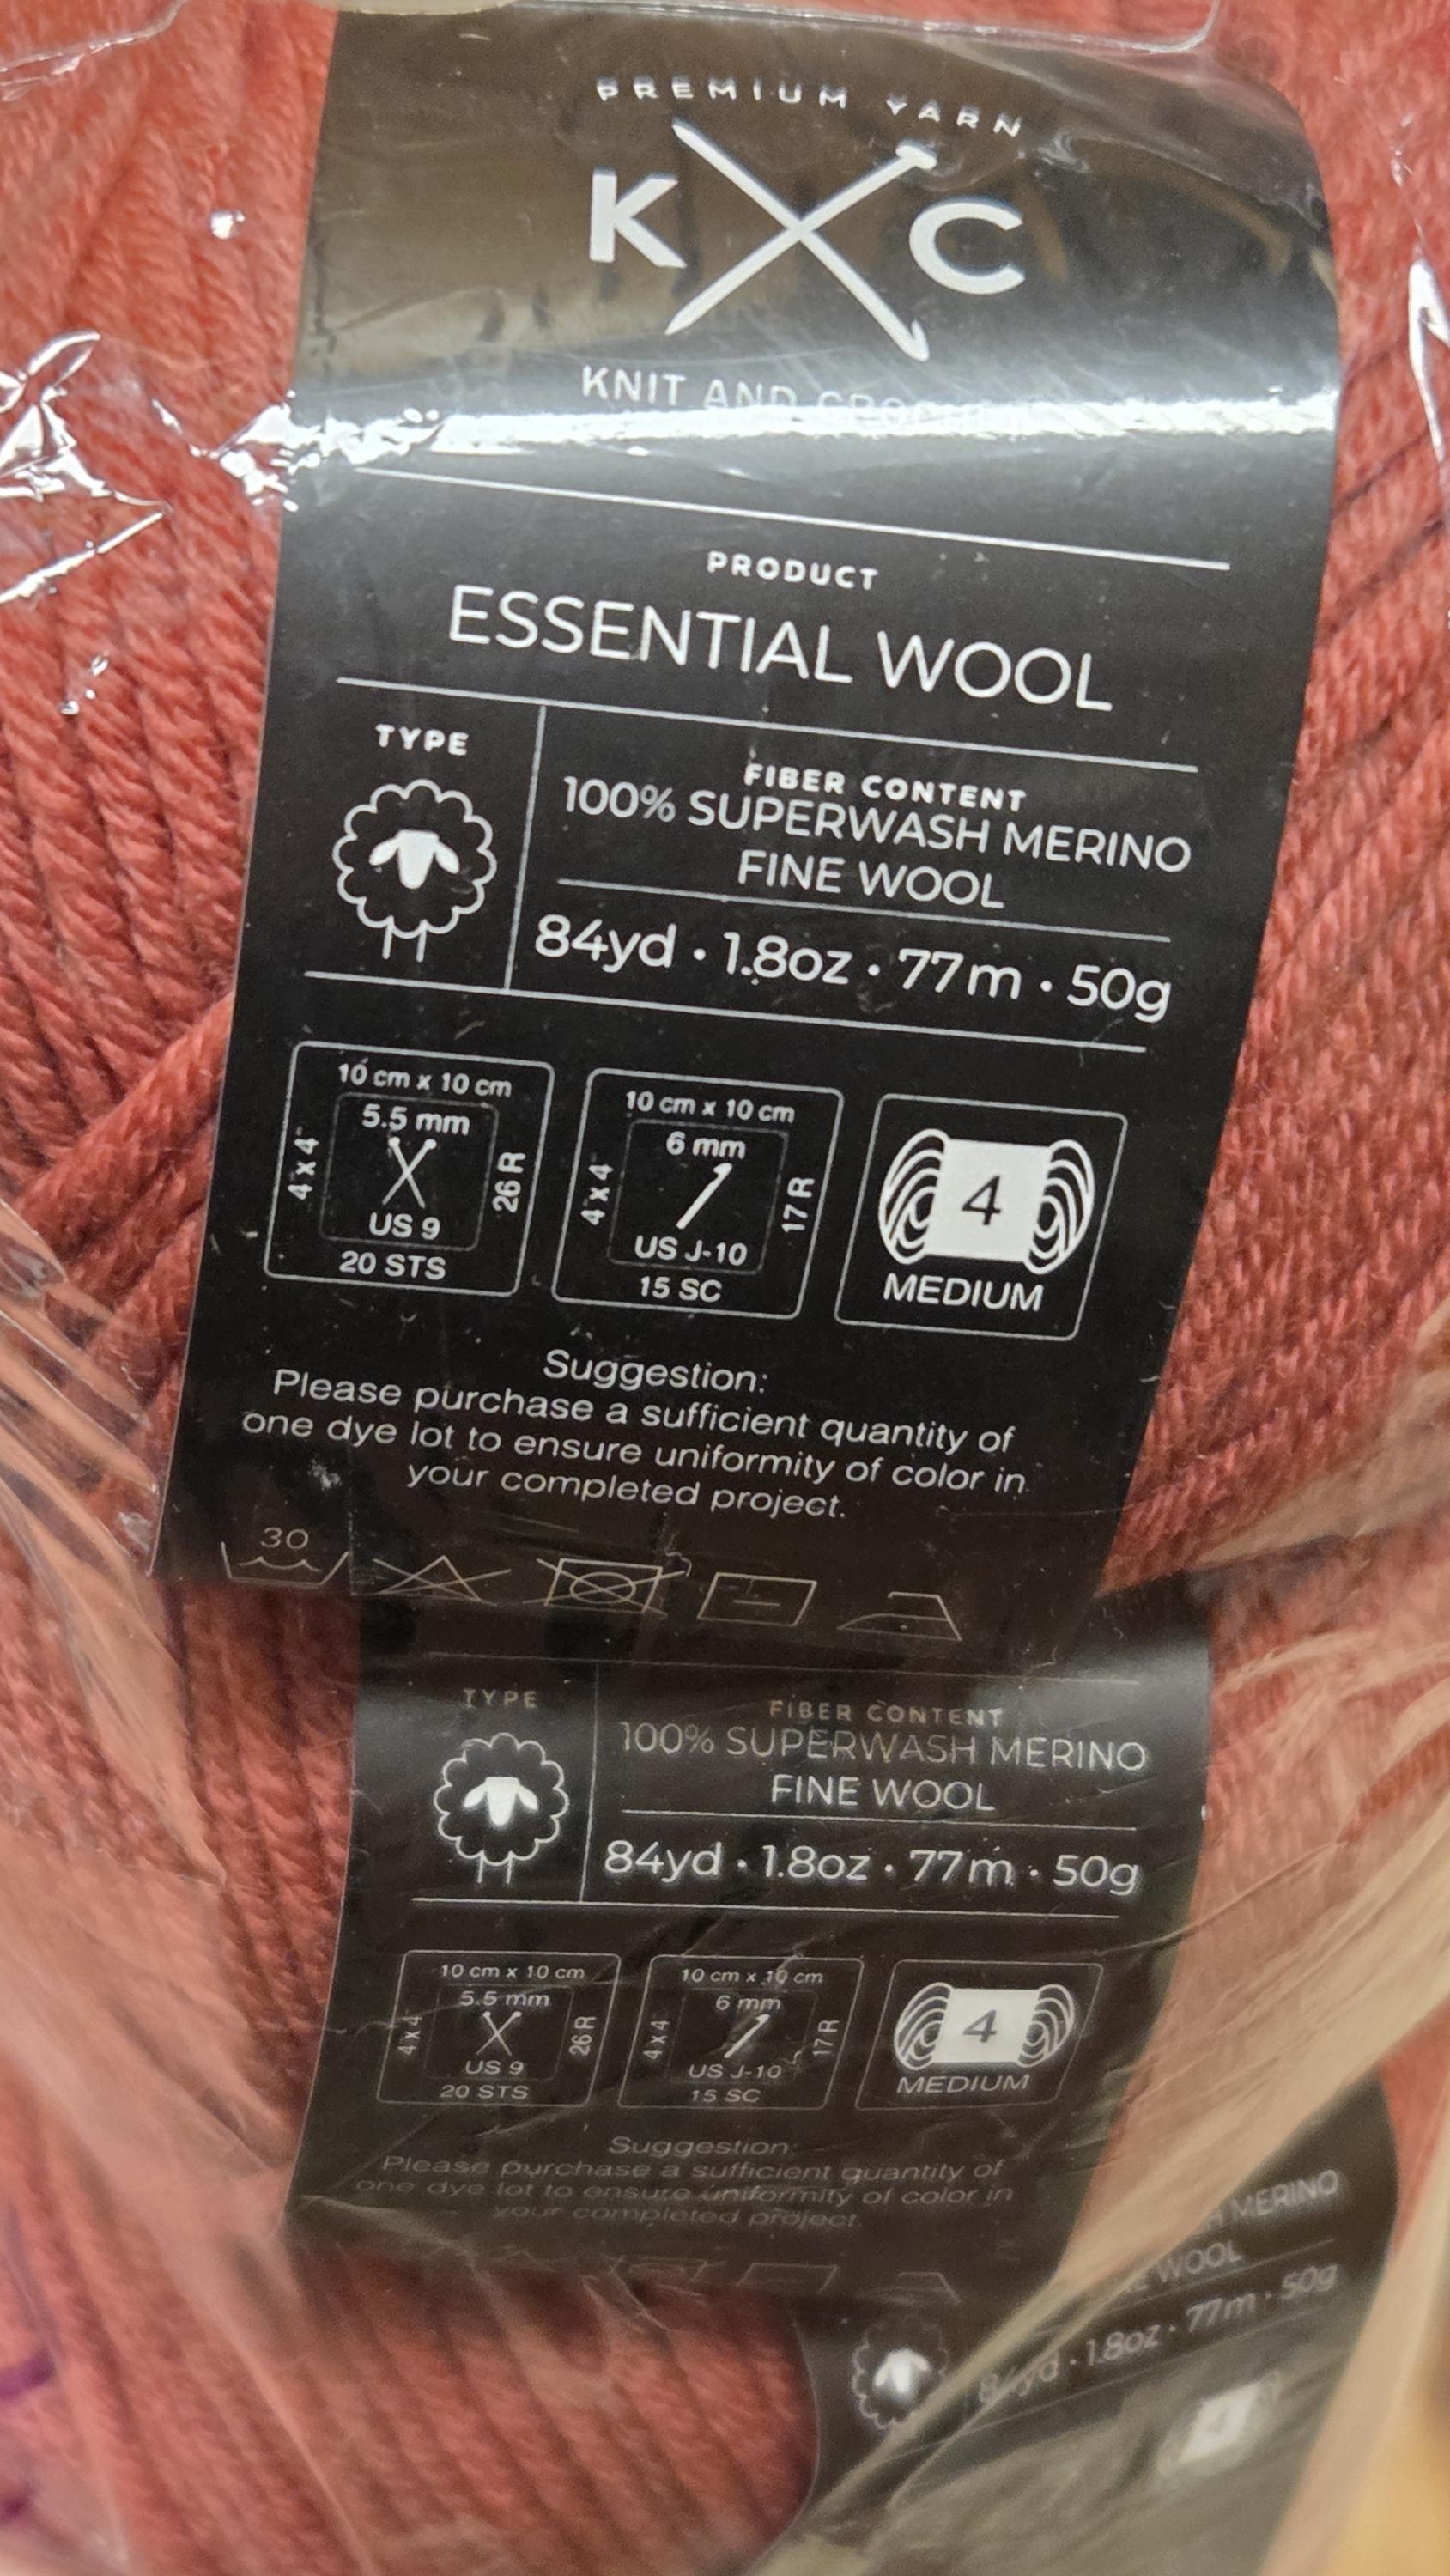 PREMIUM YARN
K C
KNIT AND CROCHET
PRODUCT
ESSENTIAL WOOL
TYPE
FIBER CONTENT
100% SUPERWASH MERINO
FINE WOOL
84yd • 1.8oz • 77m • 50g
10 cm x 10 cm
4 x 4"
5.5 mm
26 R
US 9
20 STS
10 cm x 10 cm
4 x 4"
6 mm
17 R
US J-10
15 SC
4
MEDIUM
Suggestion:
Please purchase a sufficient quantity of
one dye lot to ensure uniformity of color in
your completed project.
30
TYPE
FIBER CONTENT
100% SUPERWASH MERINO
FINE WOOL
84yd • 1.8oz • 77m • 50g
10 cm x 10 cm
4 x 4"
5.5 mm
26 R
US 9
20 STS
10 cm x 10 cm
4 x 4"
6 mm
17 R
US J-10
15 SC
4
MEDIUM
Suggestion:
Please purchase a sufficient quantity of
one dye lot to ensure uniformity of color in
your completed project.
MERINO
WOOL
84yd • 1.8oz • 77m • 50g
4